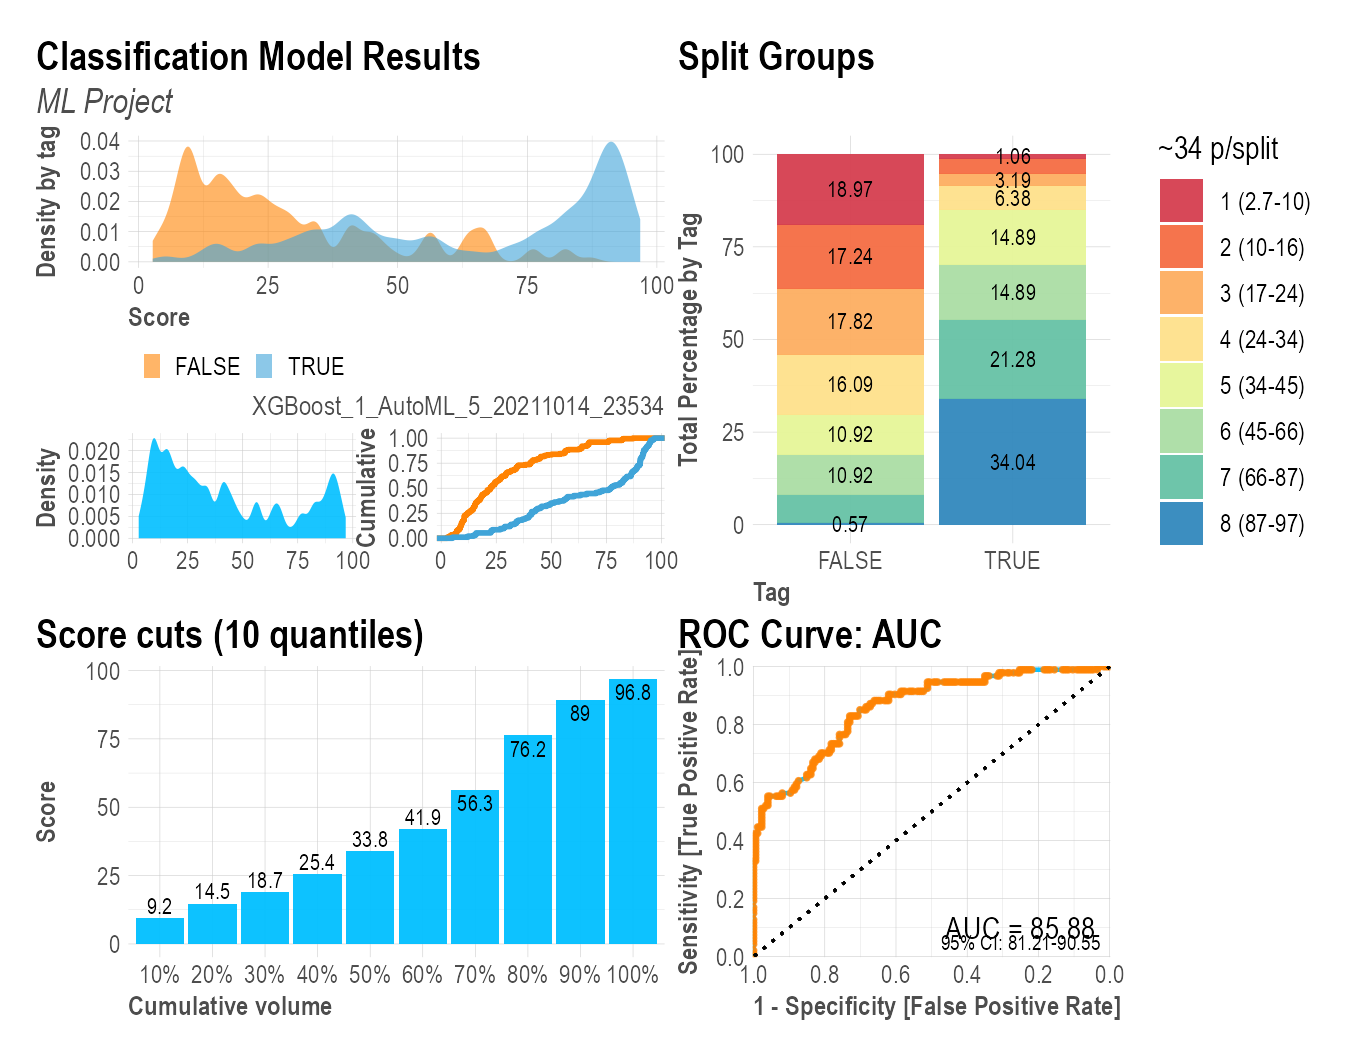 Classification Model Results
ML Project
Density by tag
0.04
0.03
0.02
0.01
0.00
0 25 50 75 100
Score
FALSE TRUE
XGBoost_1_AutoML_5_20211014_23534
Density
0.020
0.015
0.010
0.005
0.000
0 25 50 75 100
Cumulative
1.00
0.75
0.50
0.25
0.00
0 25 50 75 100
Split Groups
Total Percentage by Tag
100
75
50
25
0
18.97
17.24
17.82
16.09
10.92
10.92
0.57
1.06
3.19
6.38
14.89
14.89
21.28
34.04
FALSE TRUE
Tag
~34 p/split
1 (2.7-10)
2 (10-16)
3 (17-24)
4 (24-34)
5 (34-45)
6 (45-66)
7 (66-87)
8 (87-97)
Score cuts (10 quantiles)
Score
100
75
50
25
0
9.2 14.5 18.7 25.4 33.8 41.9 56.3 76.2 89 96.8
10% 20% 30% 40% 50% 60% 70% 80% 90% 100%
Cumulative volume
ROC Curve: AUC
Sensitivity [True Positive Rate]
1.0
0.8
0.6
0.4
0.2
0.0
AUC = 85.88
95% CI: 81.21-90.55
1.0 0.8 0.6 0.4 0.2 0.0
1 - Specificity [False Positive Rate]